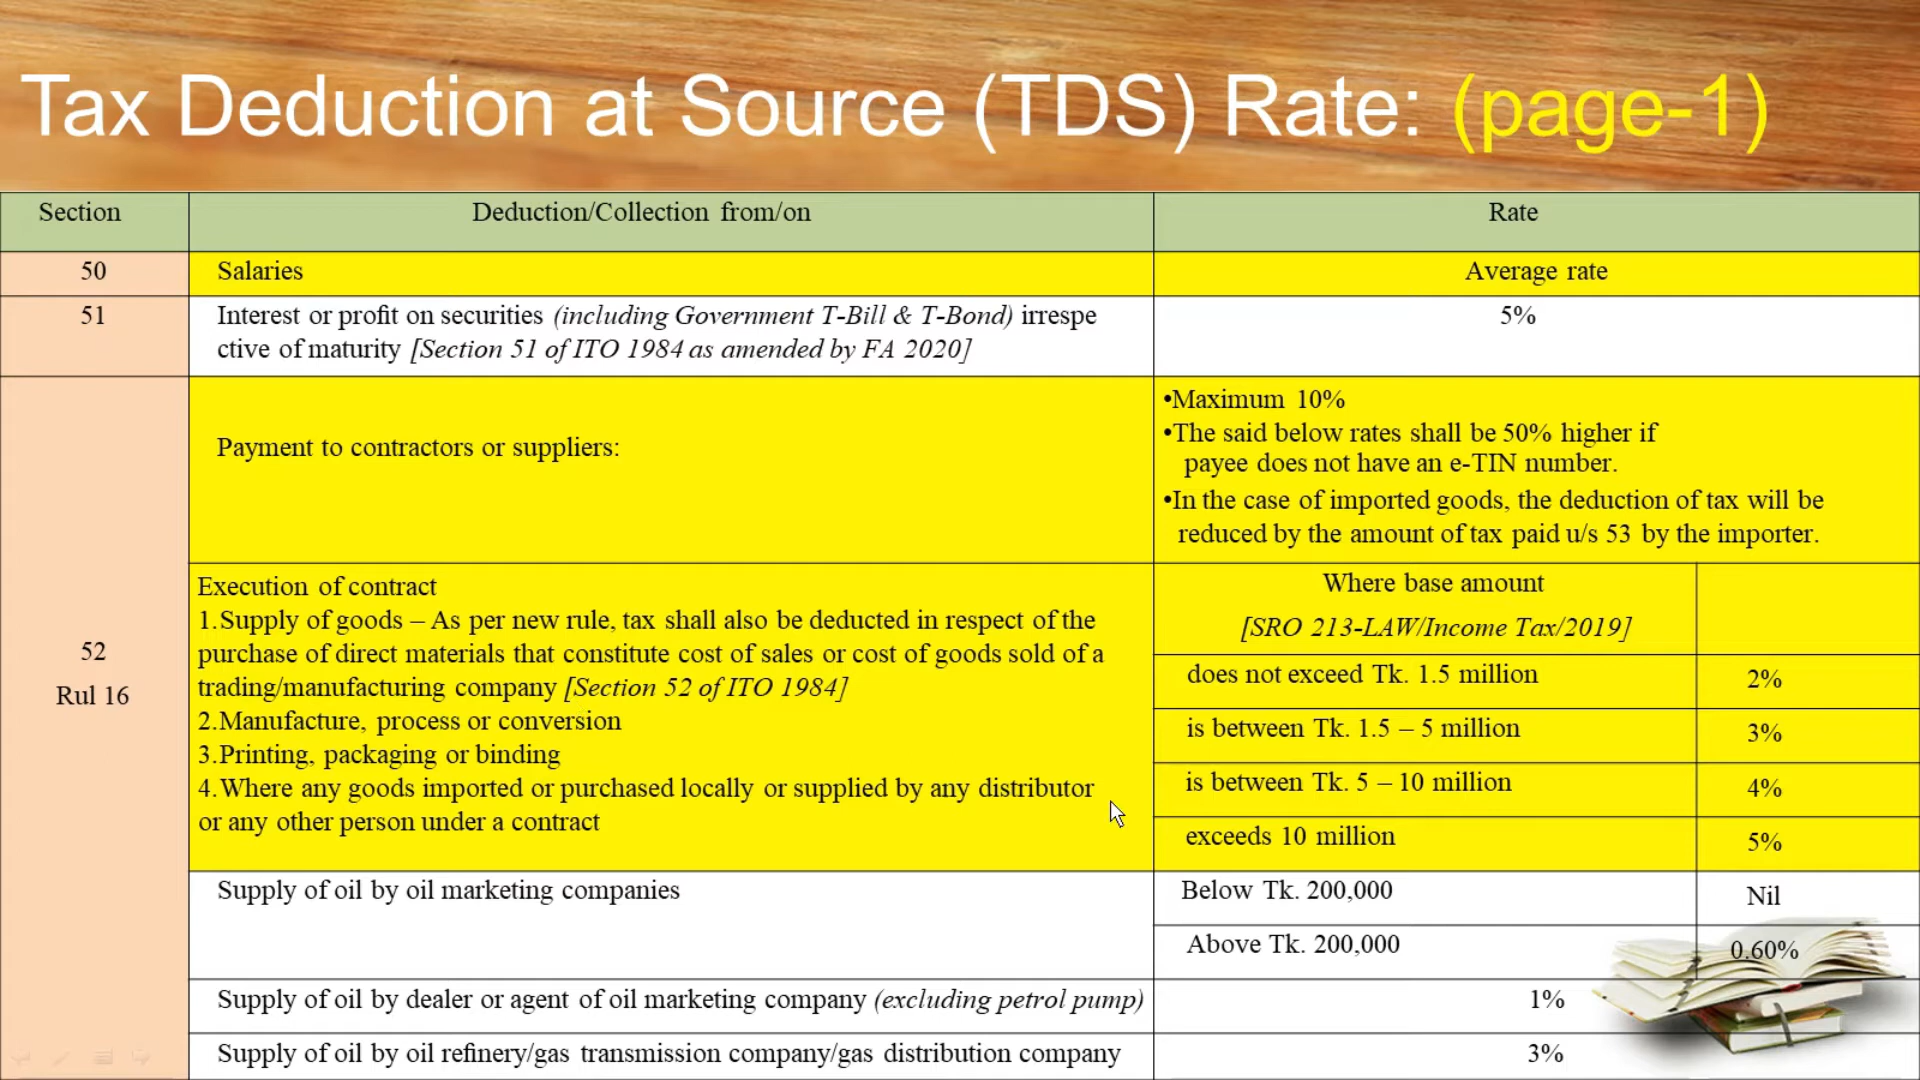 Tax Deduction at Source (TDS) Rate: (page-1)
Section
Deduction/Collection from/on
Rate
50
Salaries
Average rate
51
Interest or profit on securities (including Government T-Bill & T-Bond) irrespe
ctive of maturity [Section 51 of ITO 1984 as amended by FA 2020]
5%
52
Rul 16
Payment to contractors or suppliers:
•Maximum 10%
•The said below rates shall be 50% higher if
payee does not have an e-TIN number.
•In the case of imported goods, the deduction of tax will be
reduced by the amount of tax paid u/s 53 by the importer.
Execution of contract
1.Supply of goods – As per new rule, tax shall also be deducted in respect of the
purchase of direct materials that constitute cost of sales or cost of goods sold of a
trading/manufacturing company [Section 52 of ITO 1984]
2.Manufacture, process or conversion
3.Printing, packaging or binding
4.Where any goods imported or purchased locally or supplied by any distributor
or any other person under a contract
Where base amount
[SRO 213-LAW/Income Tax/2019]
does not exceed Tk. 1.5 million
2%
is between Tk. 1.5 – 5 million
3%
is between Tk. 5 – 10 million
4%
exceeds 10 million
5%
Supply of oil by oil marketing companies
Below Tk. 200,000
Nil
Above Tk. 200,000
0.60%
Supply of oil by dealer or agent of oil marketing company (excluding petrol pump)
1%
Supply of oil by oil refinery/gas transmission company/gas distribution company
3%